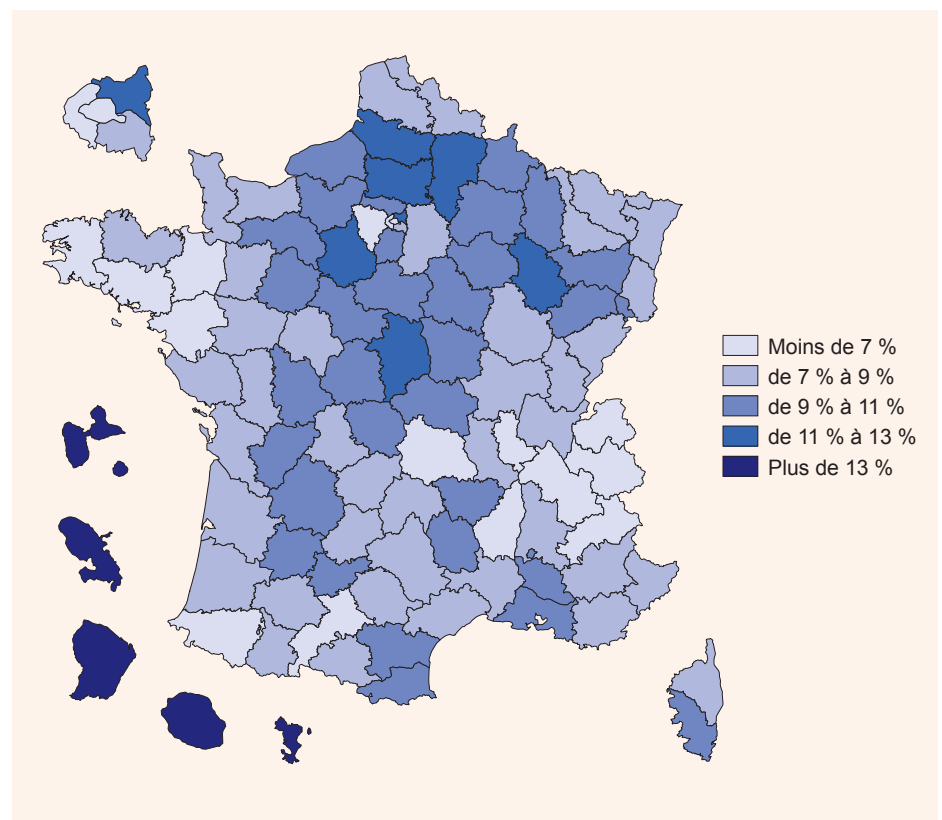 Moins de 7 %
de 7 % à 9 %
de 9 % à 11 %
de 11 % à 13 %
Plus de 13 %